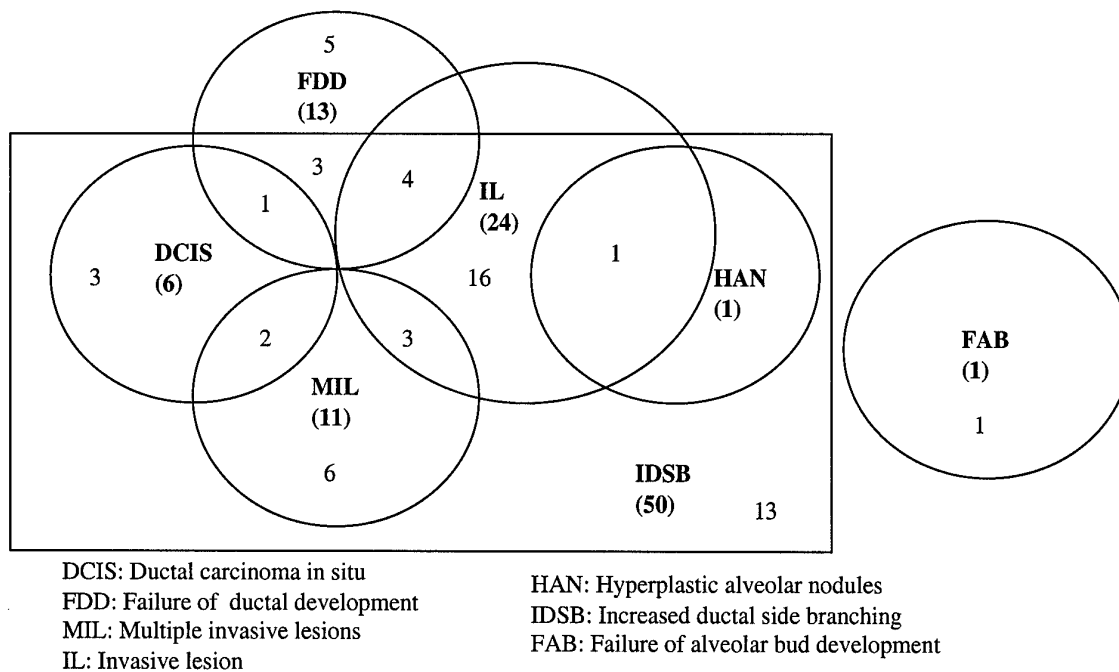 5
FDD
(13)
3
4
1
IL
(24)
DCIS
(6)
3
16
1
HAN
(1)
2
3
FAB
(1)
1
MIL
(11)
6
IDSB
(50)
13
DCIS: Ductal carcinoma in situ
FDD: Failure of ductal development
MIL: Multiple invasive lesions
IL: Invasive lesion
HAN: Hyperplastic alveolar nodules
IDSB: Increased ductal side branching
FAB: Failure of alveolar bud development